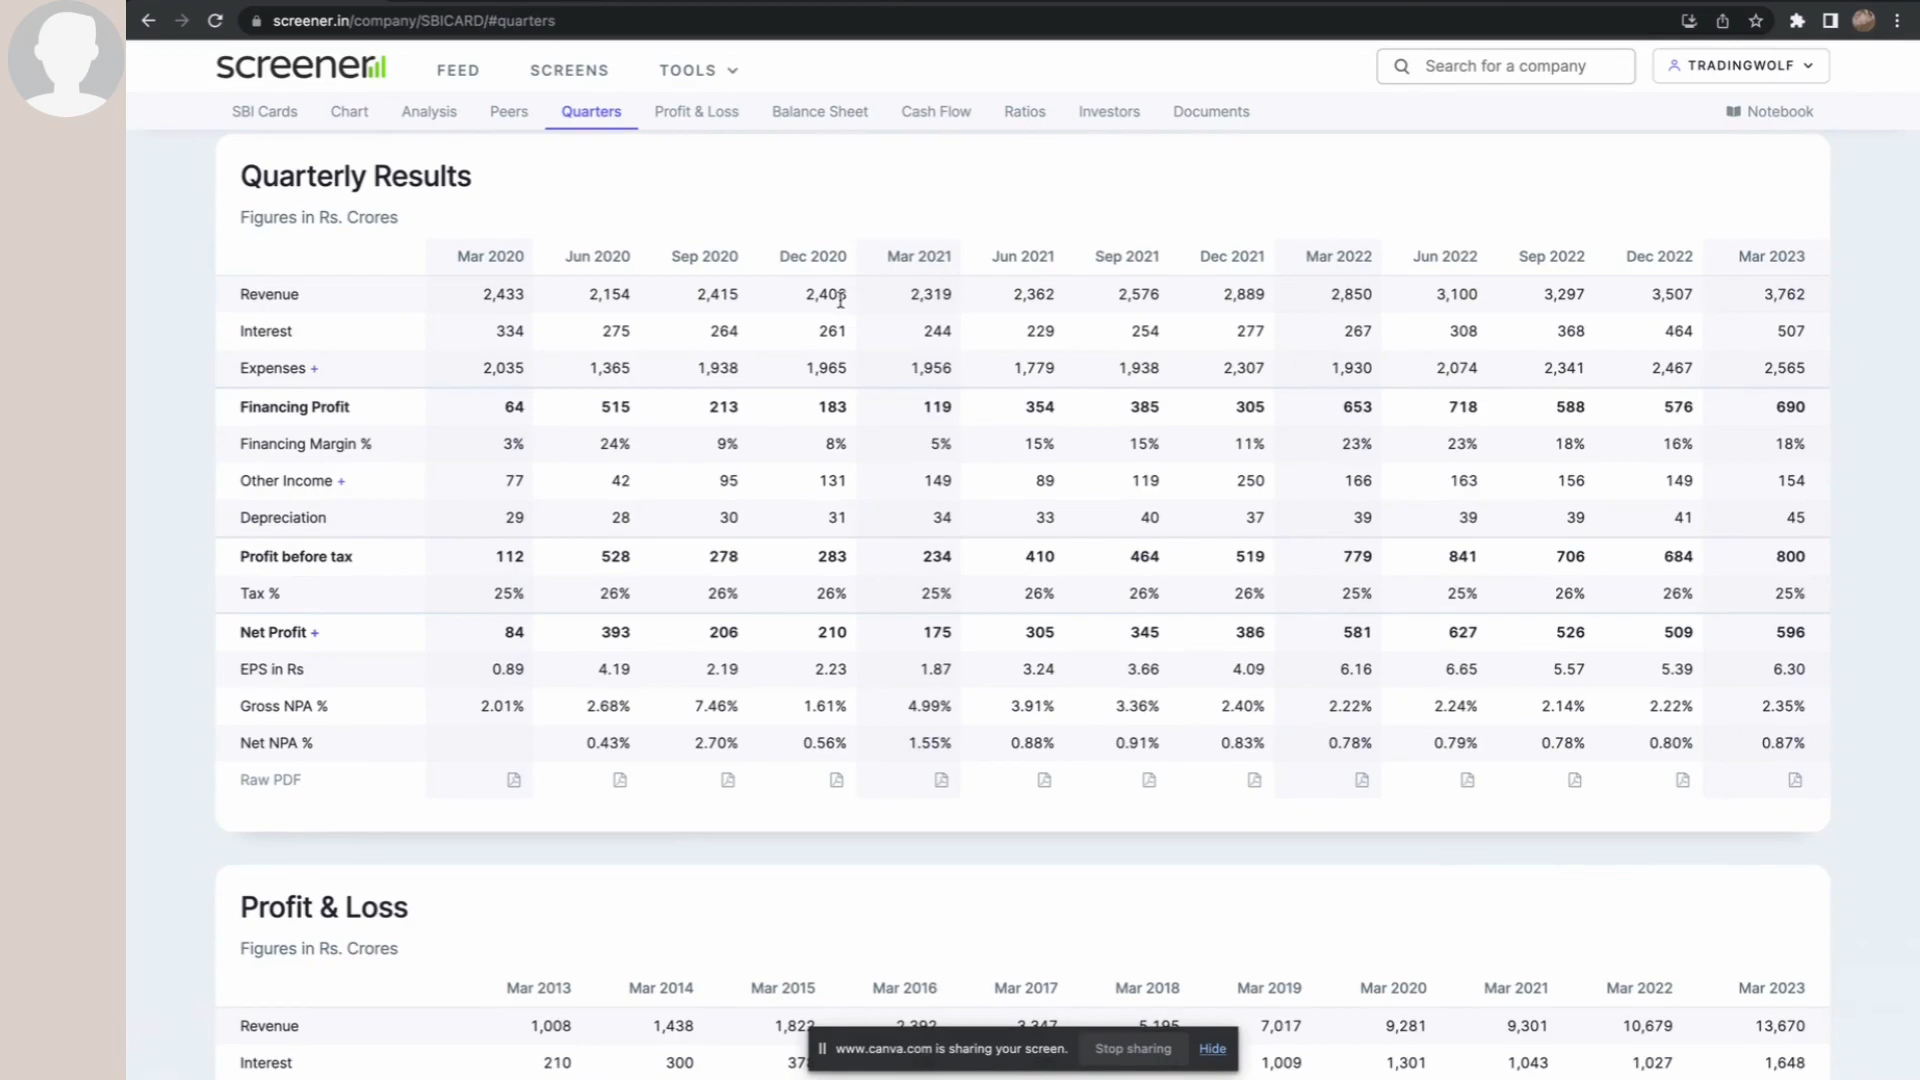 screener.in/company/SBICARD/#quarters
screener FEED SCREENS TOOLS Search for a company TRADINGWOLF
SBI Cards Chart Analysis Peers Quarters Profit & Loss Balance Sheet Cash Flow Ratios Investors Documents Notebook
Quarterly Results
Figures in Rs. Crores
Mar 2020 Jun 2020 Sep 2020 Dec 2020 Mar 2021 Jun 2021 Sep 2021 Dec 2021 Mar 2022 Jun 2022 Sep 2022 Dec 2022 Mar 2023
Revenue 2,433 2,154 2,415 2,319 2,362 2,576 2,889 2,850 3,100 3,297 3,507 3,762
Interest 334 275 264 261 244 229 254 277 267 308 368 464 507
Expenses + 2,035 1,365 1,938 1,965 1,956 1,779 1,938 2,307 1,930 2,074 2,341 2,467 2,565
Financing Profit 64 515 213 183 119 354 385 305 653 718 588 576 690
Financing Margin % 3% 24% 9% 8% 5% 15% 15% 11% 23% 23% 18% 16% 18%
Other Income + 77 42 95 131 149 89 119 250 166 163 156 149 154
Depreciation 29 28 30 31 34 33 40 37 39 39 39 41 45
Profit before tax 112 528 278 283 234 410 464 519 779 841 706 684 800
Tax % 25% 26% 26% 26% 25% 26% 26% 26% 25% 25% 26% 26% 25%
Net Profit + 84 393 206 210 175 305 345 386 581 627 526 509 596
EPS in Rs 0.89 4.19 2.19 2.23 1.87 3.24 3.66 4.09 6.16 6.65 5.57 5.39 6.30
Gross NPA % 2.01% 2.68% 7.46% 1.61% 4.99% 3.91% 3.36% 2.40% 2.22% 2.24% 2.14% 2.22% 2.35%
Net NPA % 0.43% 2.70% 0.56% 1.55% 0.88% 0.91% 0.83% 0.78% 0.79% 0.78% 0.80% 0.87%
Raw PDF
Profit & Loss
Figures in Rs. Crores
Mar 2013 Mar 2014 Mar 2015 Mar 2016 Mar 2017 Mar 2018 Mar 2019 Mar 2020 Mar 2021 Mar 2022 Mar 2023
Revenue 1,008 1,438 7,017 9,281 9,301 10,679 13,670
www.canva.com is sharing your screen. Stop sharing Hide
Interest 210 300 1,009 1,301 1,043 1,027 1,648